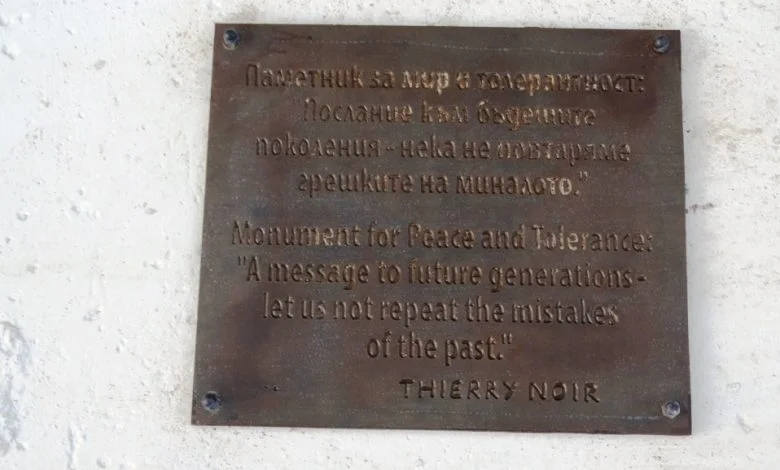 Паметник за мир и толерантност:
"Послание към бъдещите
поколения - нека не повтаряме
грешките на миналото."
Monument for Peace and Tolerance:
"A message to future generations -
let us not repeat the mistakes
of the past."
THIERRY NOIR